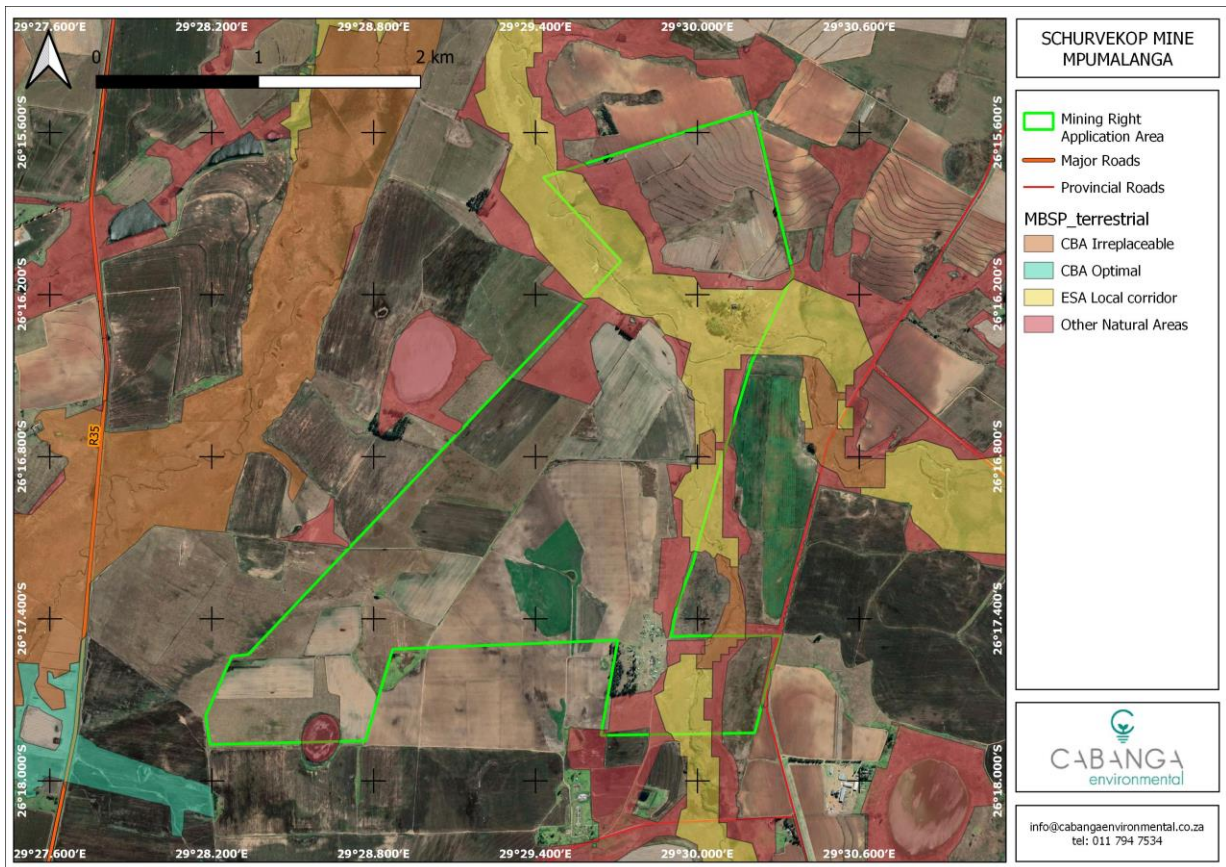 29°27.600'E 29°28.200'E 29°28.800'E 29°29.400'E 29°30.000'E 29°30.600'E
0 1 2 km
26°15.600'S 26°15.600'S
26°16.200'S 26°16.200'S
R35
26°16.800'S 26°16.800'S
26°17.400'S 26°17.400'S
26°18.000'S 26°18.000'S
29°27.600'E 29°28.200'E 29°28.800'E 29°29.400'E 29°30.000'E 29°30.600'E
SCHURVEKOP MINE
MPUMALANGA
Mining Right
Application Area
Major Roads
Provincial Roads
MBSP_terrestrial
CBA Irreplaceable
CBA Optimal
ESA Local corridor
Other Natural Areas
CABANGA
environmental
info@cabangaenvironmental.co.za
tel: 011 794 7534